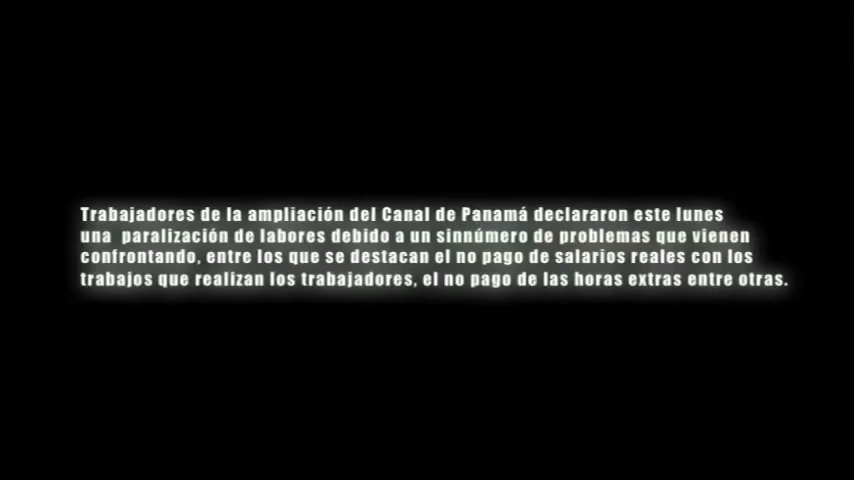 Trabajadores de la ampliación del Canal de Panamá declararon este lunes
una paralización de labores debido a un sinnúmero de problemas que vienen
confrontando, entre los que se destacan el no pago de salarios reales con los
trabajos que realizan los trabajadores, el no pago de las horas extras entre otras.